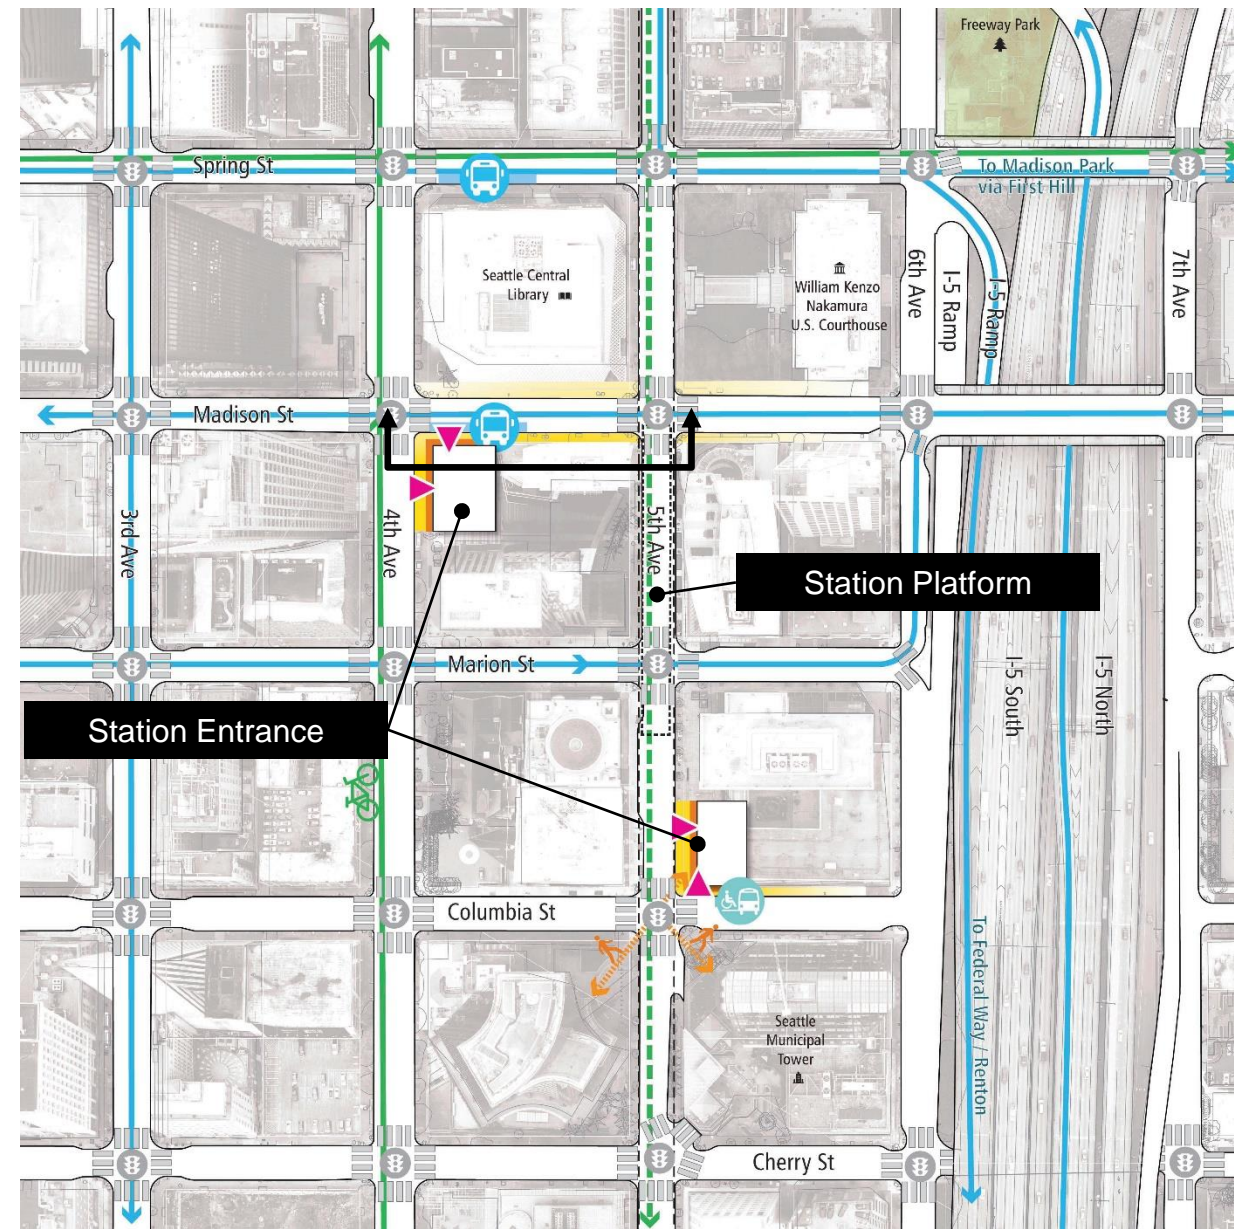 Freeway Park
Spring St
To Madison Park
via First Hill
Seattle Central
Library
William Kenzo
Nakamura
U.S. Courthouse
6th Ave
I-5 Ramp
I-5 Ramp
7th Ave
Madison St
3rd Ave
4th Ave
5th Ave
Station Platform
Marion St
I-5 South
I-5 North
Station Entrance
Columbia St
To Federal Way / Renton
Seattle
Municipal
Tower
Cherry St